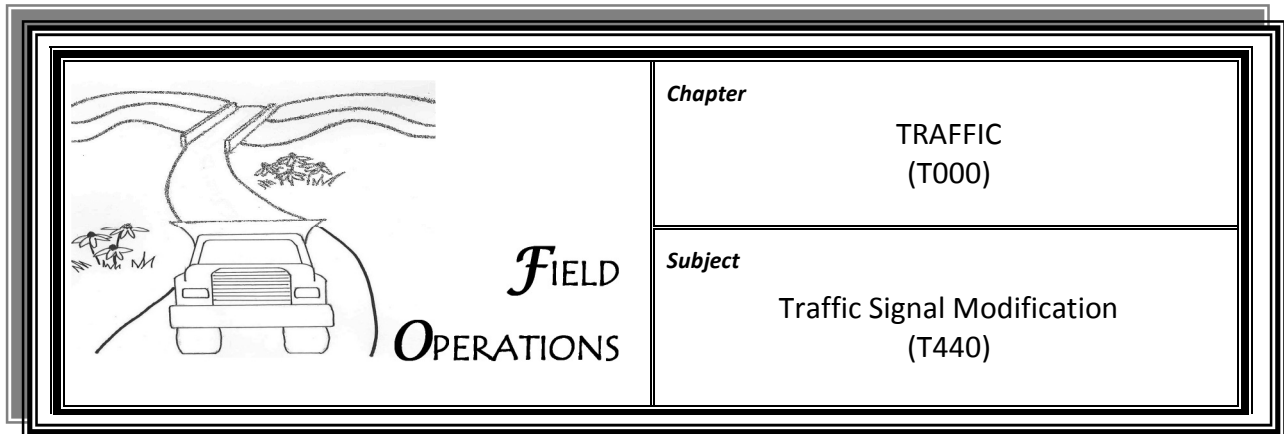 FIELD
OPERATIONS
Chapter
TRAFFIC
(T000)
Subject
Traffic Signal Modification
(T440)